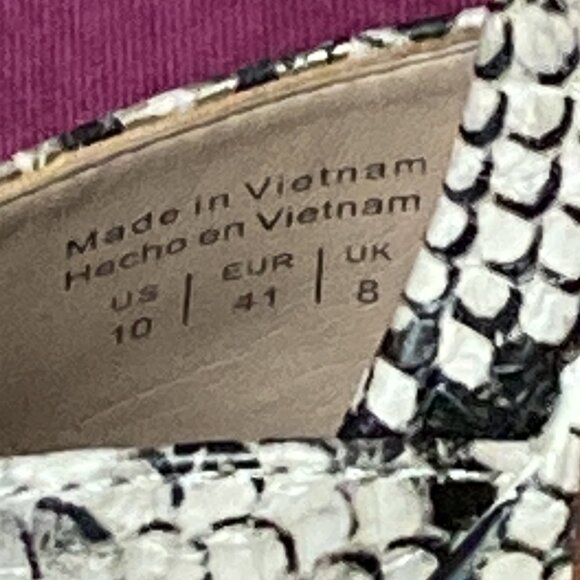 Made in Vietnam
Hecho en Vietnam
US | EUR | UK
10 | 41 | 8